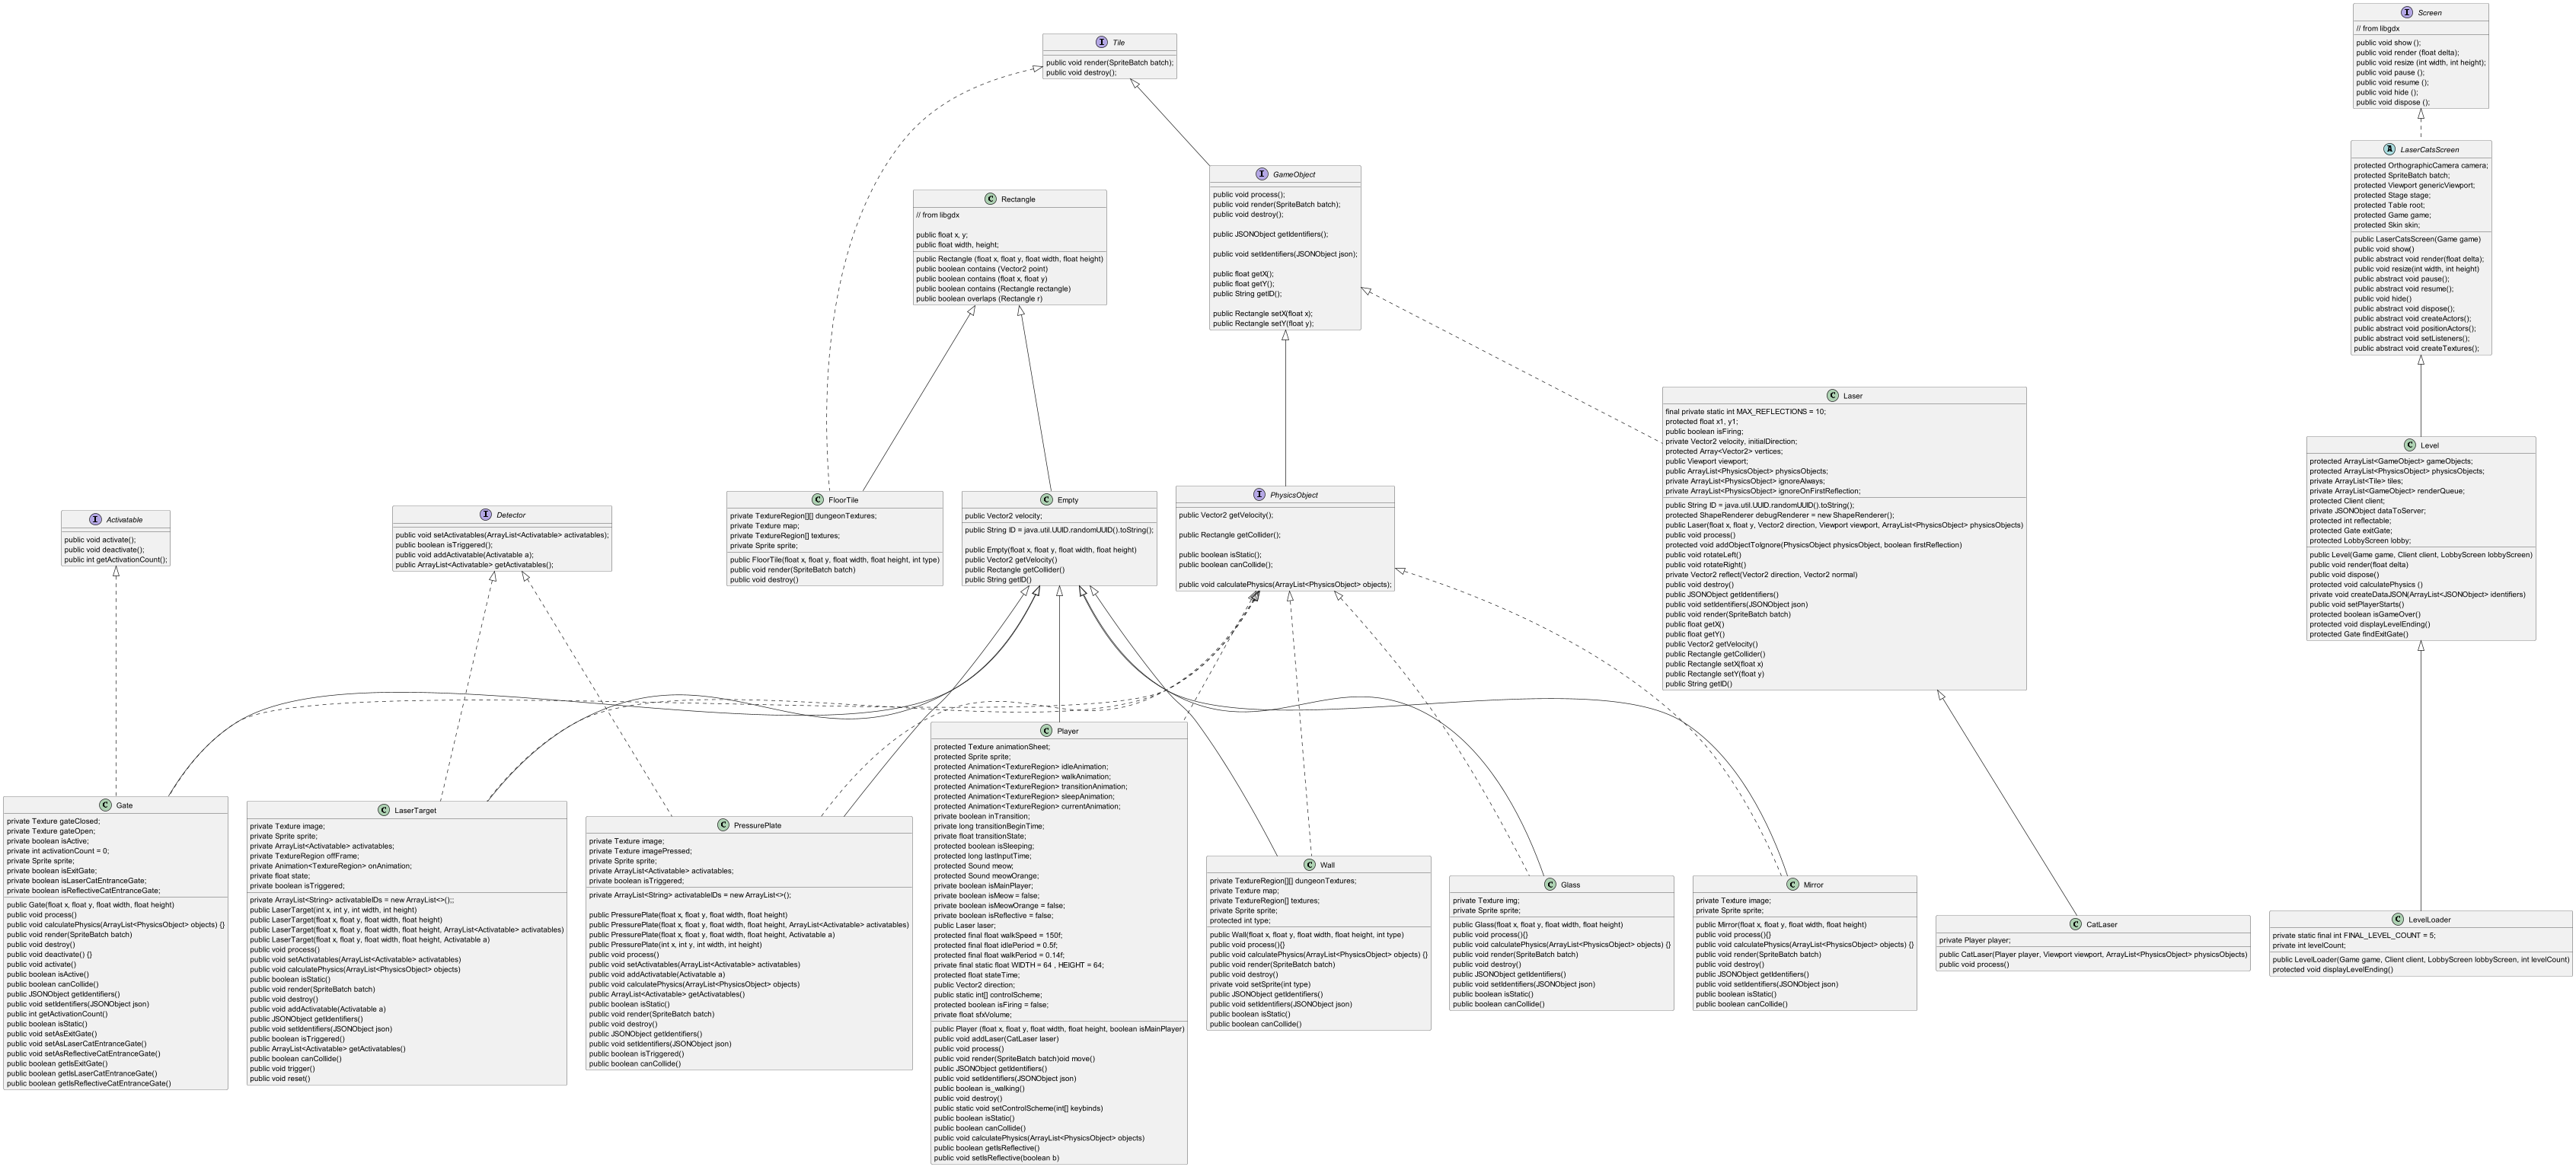 I Screen
// from libgdx
public void show ();
public void render (float delta);
public void resize (int width, int height);
public void pause ();
public void resume ();
public void hide ();
public void dispose ();
I Tile
public void render(SpriteBatch batch);
public void destroy();
A LaserCatsScreen
protected OrthographicCamera camera;
protected SpriteBatch batch;
protected Viewport genericViewport;
protected Stage stage;
protected Table root;
protected Game game;
protected Skin skin;
public LaserCatsScreen(Game game)
public void show()
public abstract void render(float delta);
public void resize(int width, int height)
public abstract void pause();
public abstract void resume();
public void hide()
public abstract void dispose();
public abstract void createActors();
public abstract void positionActors();
public abstract void setListeners();
public abstract void createTextures();
I GameObject
public void process();
public void render(SpriteBatch batch);
public void destroy();
public JSONObject getIdentifiers();
public void setIdentifiers(JSONObject json);
public float getX();
public float getY();
public String getID();
public Rectangle setX(float x);
public Rectangle setY(float y);
C Rectangle
// from libgdx
public float x, y;
public float width, height;
public Rectangle (float x, float y, float width, float height)
public boolean contains (Vector2 point)
public boolean contains (float x, float y)
public boolean contains (Rectangle rectangle)
public boolean overlaps (Rectangle r)
C Laser
final private static int MAX_REFLECTIONS = 10;
protected float x1, y1;
public boolean isFiring;
private Vector2 velocity, initialDirection;
protected Array<Vector2> vertices;
public Viewport viewport;
public ArrayList<PhysicsObject> physicsObjects;
private ArrayList<PhysicsObject> ignoreAlways;
private ArrayList<PhysicsObject> ignoreOnFirstReflection;
public String ID = java.util.UUID.randomUUID().toString();
protected ShapeRenderer debugRenderer = new ShapeRenderer();
public Laser(float x, float y, Vector2 direction, Viewport viewport, ArrayList<PhysicsObject> physicsObjects)
public void process()
protected void addObjectToIgnore(PhysicsObject physicsObject, boolean firstReflection)
public void rotateLeft()
public void rotateRight()
private Vector2 reflect(Vector2 direction, Vector2 normal)
public void destroy()
public JSONObject getIdentifiers()
public void setIdentifiers(JSONObject json)
public void render(SpriteBatch batch)
public float getX()
public float getY()
public Vector2 getVelocity()
public Rectangle getCollider()
public Rectangle setX(float x)
public Rectangle setY(float y)
public String getID()
C Level
protected ArrayList<GameObject> gameObjects;
protected ArrayList<PhysicsObject> physicsObjects;
private ArrayList<Tile> tiles;
private ArrayList<GameObject> renderQueue;
protected Client client;
private JSONObject dataToServer;
protected int reflectable;
protected Gate exitGate;
protected LobbyScreen lobby;
public Level(Game game, Client client, LobbyScreen lobbyScreen)
public void render(float delta)
public void dispose()
protected void calculatePhysics ()
private void createDataJSON(ArrayList<JSONObject> identifiers)
public void setPlayerStarts()
protected boolean isGameOver()
protected void displayLevelEnding()
protected Gate findExitGate()
I Activatable
public void activate();
public void deactivate();
public int getActivationCount();
I Detector
public void setActivatables(ArrayList<Activatable> activatables);
public boolean isTriggered();
public void addActivatable(Activatable a);
public ArrayList<Activatable> getActivatables();
C FloorTile
private TextureRegion[][] dungeonTextures;
private Texture map;
private TextureRegion[] textures;
private Sprite sprite;
public FloorTile(float x, float y, float width, float height, int type)
public void render(SpriteBatch batch)
public void destroy()
C Empty
public Vector2 velocity;
public String ID = java.util.UUID.randomUUID().toString();
public Empty(float x, float y, float width, float height)
public Vector2 getVelocity()
public Rectangle getCollider()
public String getID()
I PhysicsObject
public Vector2 getVelocity();
public Rectangle getCollider();
public boolean isStatic();
public boolean canCollide();
public void calculatePhysics(ArrayList<PhysicsObject> objects);
C Gate
private Texture gateClosed;
private Texture gateOpen;
private boolean isActive;
private int activationCount = 0;
private Sprite sprite;
private boolean isExitGate;
private boolean isLaserCatEntranceGate;
private boolean isReflectiveCatEntranceGate;
public Gate(float x, float y, float width, float height)
public void process()
public void calculatePhysics(ArrayList<PhysicsObject> objects) {}
public void render(SpriteBatch batch)
public void destroy()
public void deactivate() {}
public void activate()
public boolean isActive()
public boolean canCollide()
public JSONObject getIdentifiers()
public void setIdentifiers(JSONObject json)
public int getActivationCount()
public boolean isStatic()
public void setAsExitGate()
public void setAsLaserCatEntranceGate()
public void setAsReflectiveCatEntranceGate()
public boolean getIsExitGate()
public boolean getIsLaserCatEntranceGate()
public boolean getIsReflectiveCatEntranceGate()
C LaserTarget
private Texture image;
private Sprite sprite;
private ArrayList<Activatable> activatables;
private TextureRegion offFrame;
private Animation<TextureRegion> onAnimation;
private float state;
private boolean isTriggered;
private ArrayList<String> activatableIDs = new ArrayList<>();;
public LaserTarget(int x, int y, int width, int height)
public LaserTarget(float x, float y, float width, float height)
public LaserTarget(float x, float y, float width, float height, ArrayList<Activatable> activatables)
public LaserTarget(float x, float y, float width, float height, Activatable a)
public void process()
public void setActivatables(ArrayList<Activatable> activatables)
public void calculatePhysics(ArrayList<PhysicsObject> objects)
public boolean isStatic()
public void render(SpriteBatch batch)
public void destroy()
public void addActivatable(Activatable a)
public JSONObject getIdentifiers()
public void setIdentifiers(JSONObject json)
public boolean isTriggered()
public ArrayList<Activatable> getActivatables()
public boolean canCollide()
public void trigger()
public void reset()
C PressurePlate
private Texture image;
private Texture imagePressed;
private Sprite sprite;
private ArrayList<Activatable> activatables;
private boolean isTriggered;
private ArrayList<String> activatableIDs = new ArrayList<>();
public PressurePlate(float x, float y, float width, float height)
public PressurePlate(float x, float y, float width, float height, ArrayList<Activatable> activatables)
public PressurePlate(float x, float y, float width, float height, Activatable a)
public PressurePlate(int x, int y, int width, int height)
public void process()
public void setActivatables(ArrayList<Activatable> activatables)
public void addActivatable(Activatable a)
public void calculatePhysics(ArrayList<PhysicsObject> objects)
public ArrayList<Activatable> getActivatables()
public boolean isStatic()
public void render(SpriteBatch batch)
public void destroy()
public JSONObject getIdentifiers()
public void setIdentifiers(JSONObject json)
public boolean isTriggered()
public boolean canCollide()
C Player
protected Texture animationSheet;
protected Sprite sprite;
protected Animation<TextureRegion> idleAnimation;
protected Animation<TextureRegion> walkAnimation;
protected Animation<TextureRegion> transitionAnimation;
protected Animation<TextureRegion> sleepAnimation;
protected Animation<TextureRegion> currentAnimation;
private boolean inTransition;
private long transitionBeginTime;
private float transitionState;
protected boolean isSleeping;
protected long lastInputTime;
protected Sound meow;
protected Sound meowOrange;
private boolean isMainPlayer;
private boolean isMeow = false;
private boolean isMeowOrange = false;
private boolean isReflective = false;
public Laser laser;
protected final float walkSpeed = 150f;
protected final float idlePeriod = 0.5f;
protected final float walkPeriod = 0.14f;
private final static float WIDTH = 64 , HEIGHT = 64;
protected float stateTime;
public Vector2 direction;
public static int[] controlScheme;
protected boolean isFiring = false;
private float sfxVolume;
public Player (float x, float y, float width, float height, boolean isMainPlayer)
public void addLaser(CatLaser laser)
public void process()
public void render(SpriteBatch batch)oid move()
public JSONObject getIdentifiers()
public void setIdentifiers(JSONObject json)
public boolean is_walking()
public void destroy()
public static void setControlScheme(int[] keybinds)
public boolean isStatic()
public boolean canCollide()
public void calculatePhysics(ArrayList<PhysicsObject> objects)
public boolean getIsReflective()
public void setIsReflective(boolean b)
C Wall
private TextureRegion[][] dungeonTextures;
private Texture map;
private TextureRegion[] textures;
private Sprite sprite;
protected int type;
public Wall(float x, float y, float width, float height, int type)
public void process(){}
public void calculatePhysics(ArrayList<PhysicsObject> objects) {}
public void render(SpriteBatch batch)
public void destroy()
private void setSprite(int type)
public JSONObject getIdentifiers()
public void setIdentifiers(JSONObject json)
public boolean isStatic()
public boolean canCollide()
C Glass
private Texture img;
private Sprite sprite;
public Glass(float x, float y, float width, float height)
public void process(){}
public void calculatePhysics(ArrayList<PhysicsObject> objects) {}
public void render(SpriteBatch batch)
public void destroy()
public JSONObject getIdentifiers()
public void setIdentifiers(JSONObject json)
public boolean isStatic()
public boolean canCollide()
C Mirror
private Texture image;
private Sprite sprite;
public Mirror(float x, float y, float width, float height)
public void process(){}
public void calculatePhysics(ArrayList<PhysicsObject> objects) {}
public void render(SpriteBatch batch)
public void destroy()
public JSONObject getIdentifiers()
public void setIdentifiers(JSONObject json)
public boolean isStatic()
public boolean canCollide()
C CatLaser
private Player player;
public CatLaser(Player player, Viewport viewport, ArrayList<PhysicsObject> physicsObjects)
public void process()
C LevelLoader
private static final int FINAL_LEVEL_COUNT = 5;
private int levelCount;
public LevelLoader(Game game, Client client, LobbyScreen lobbyScreen, int levelCount)
protected void displayLevelEnding()